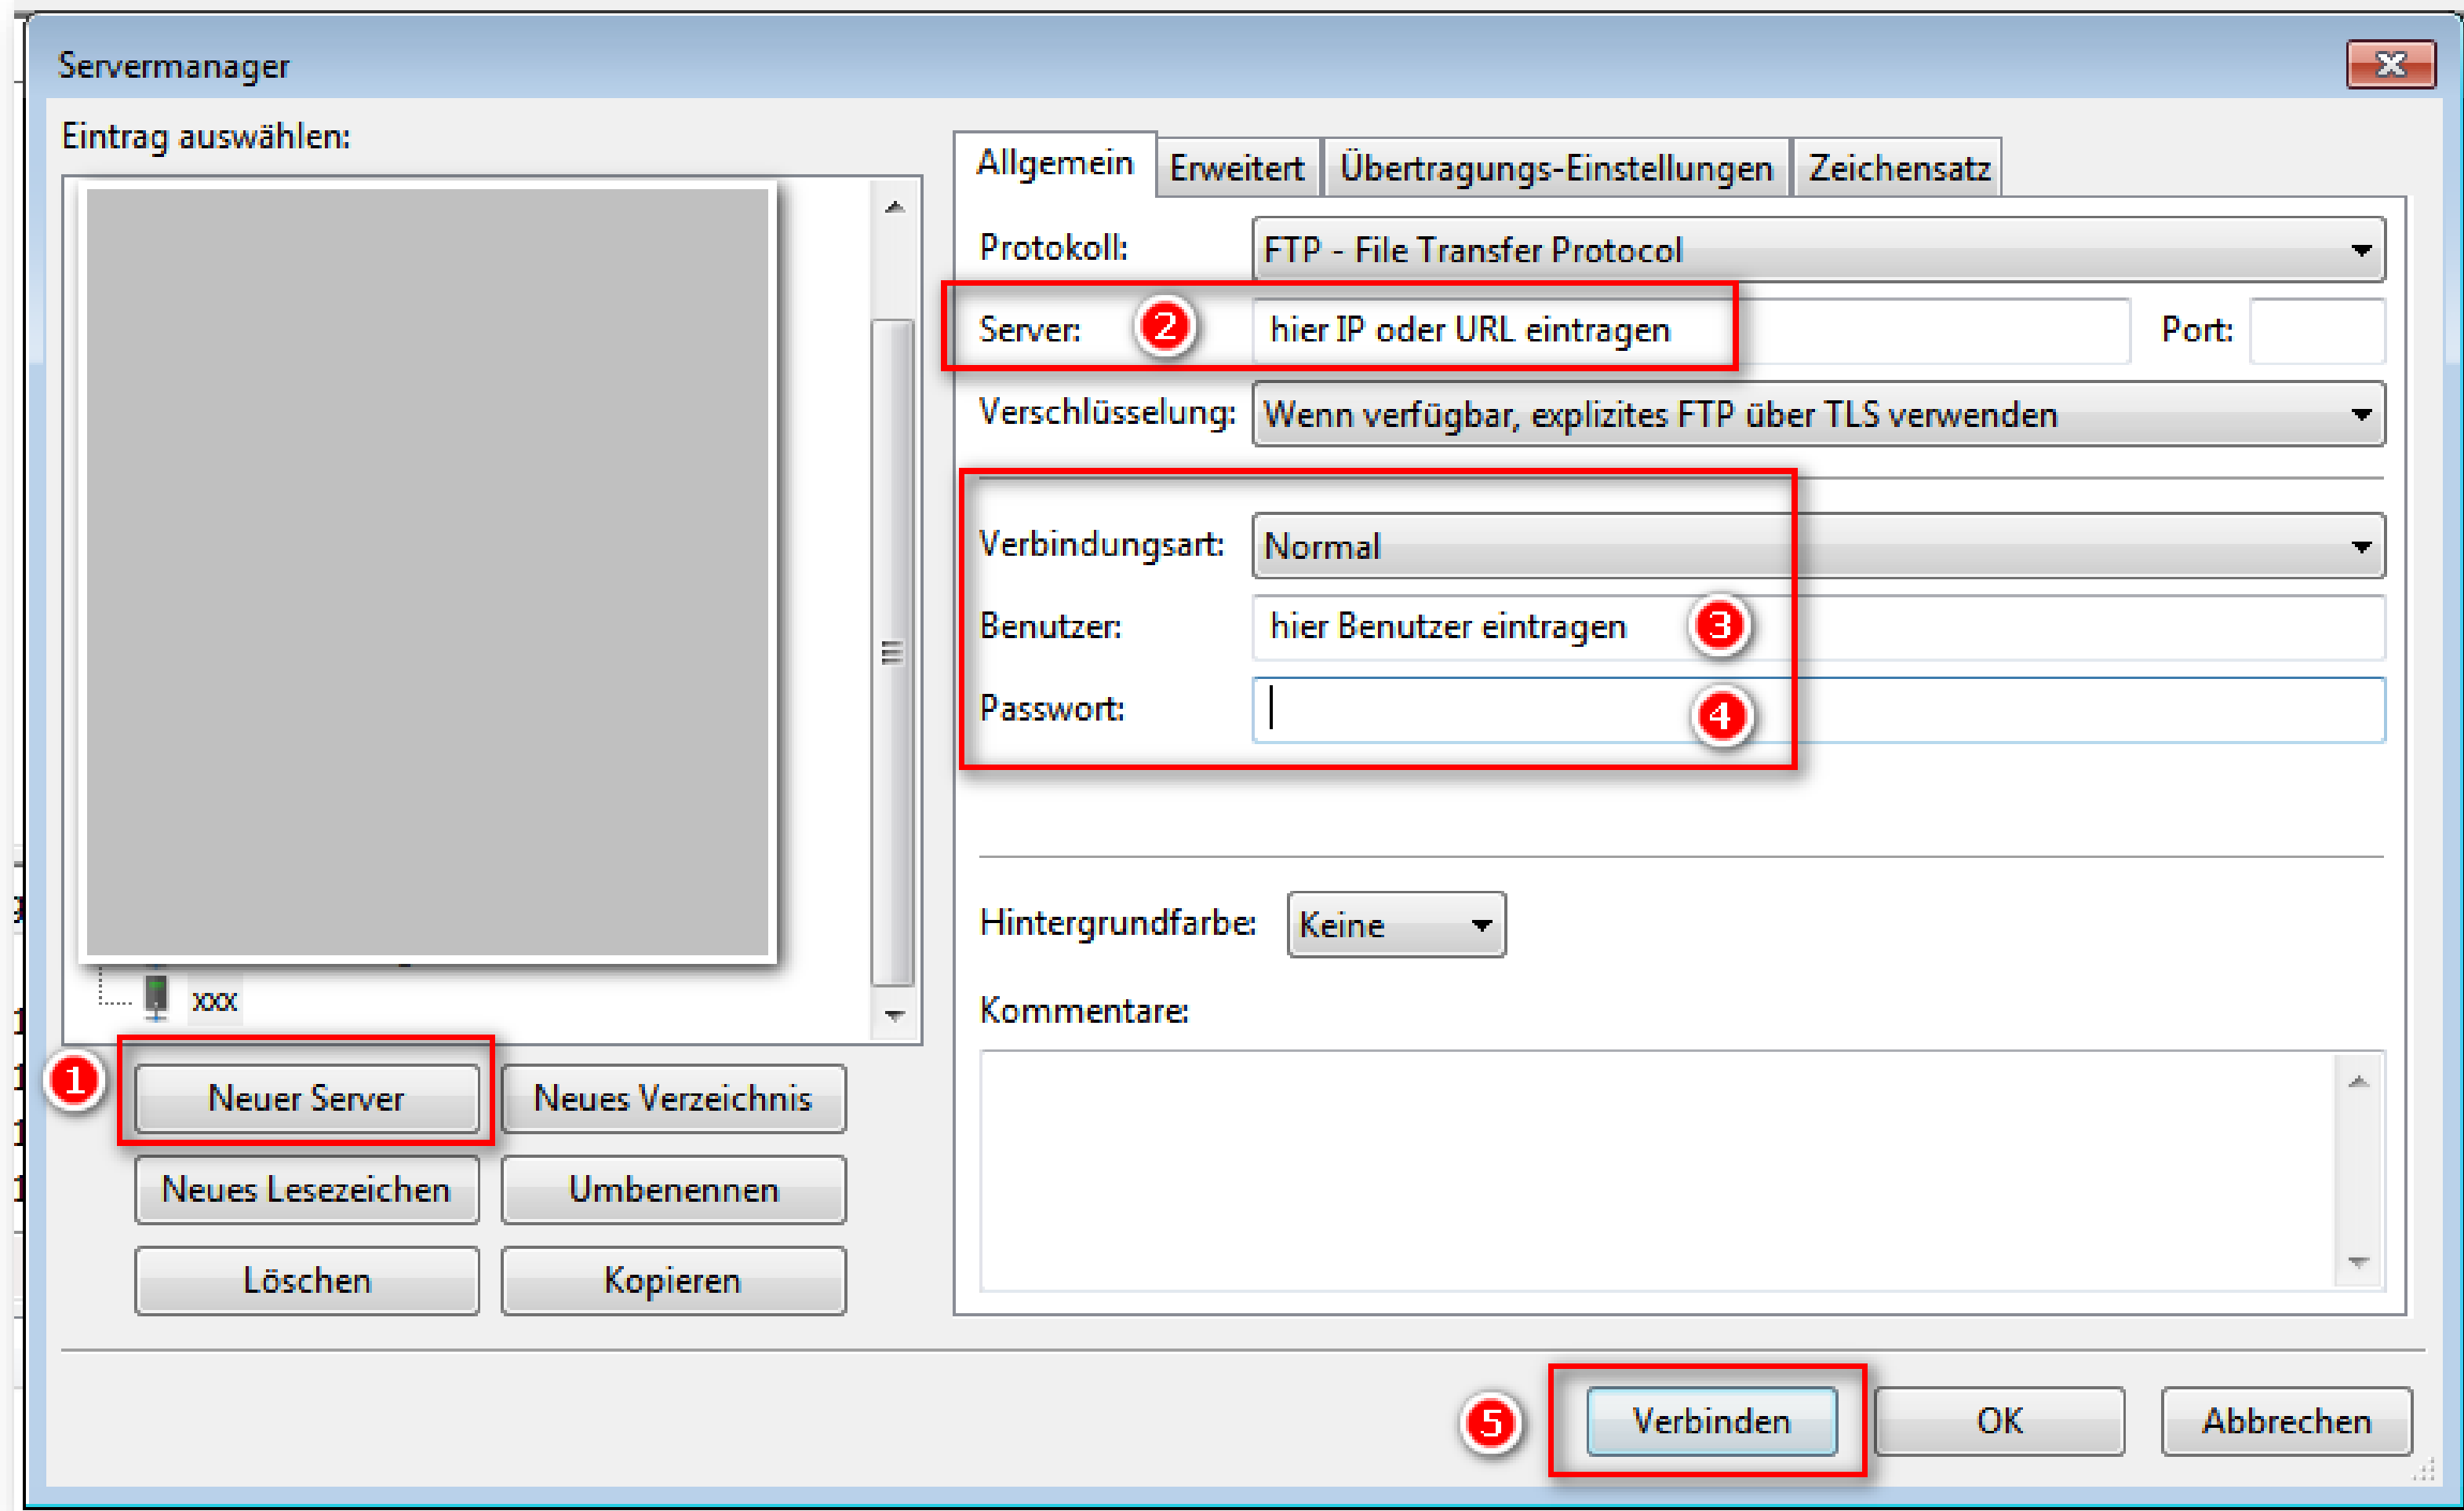 Servermanager
Eintrag auswählen:
xxx
1
Neuer Server
Neues Verzeichnis
Neues Lesezeichen
Umbenennen
Löschen
Kopieren
Allgemein
Erweitert
Übertragungs-Einstellungen
Zeichensatz
Protokoll: FTP - File Transfer Protocol
Server: 2 hier IP oder URL eintragen Port:
Verschlüsselung: Wenn verfügbar, explizites FTP über TLS verwenden
Verbindungsart: Normal
Benutzer: hier Benutzer eintragen 3
Passwort: 4
Hintergrundfarbe: Keine
Kommentare:
5
Verbinden
OK
Abbrechen